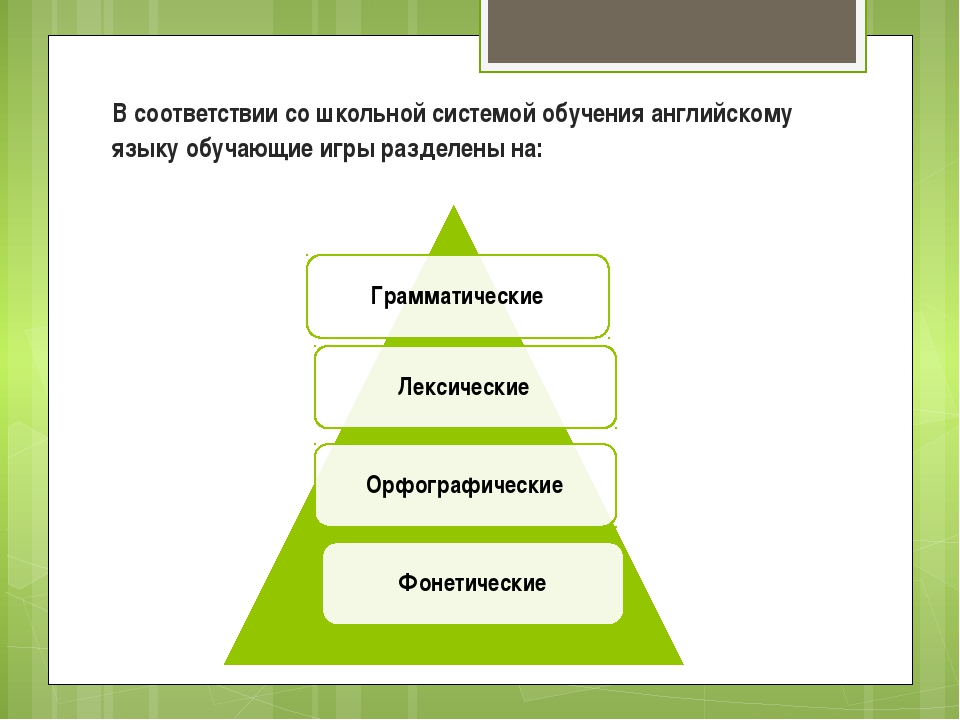 В соответствии со школьной системой обучения английскому
языку обучающие игры разделены на:
Грамматические
Лексические
Орфографические
Фонетические